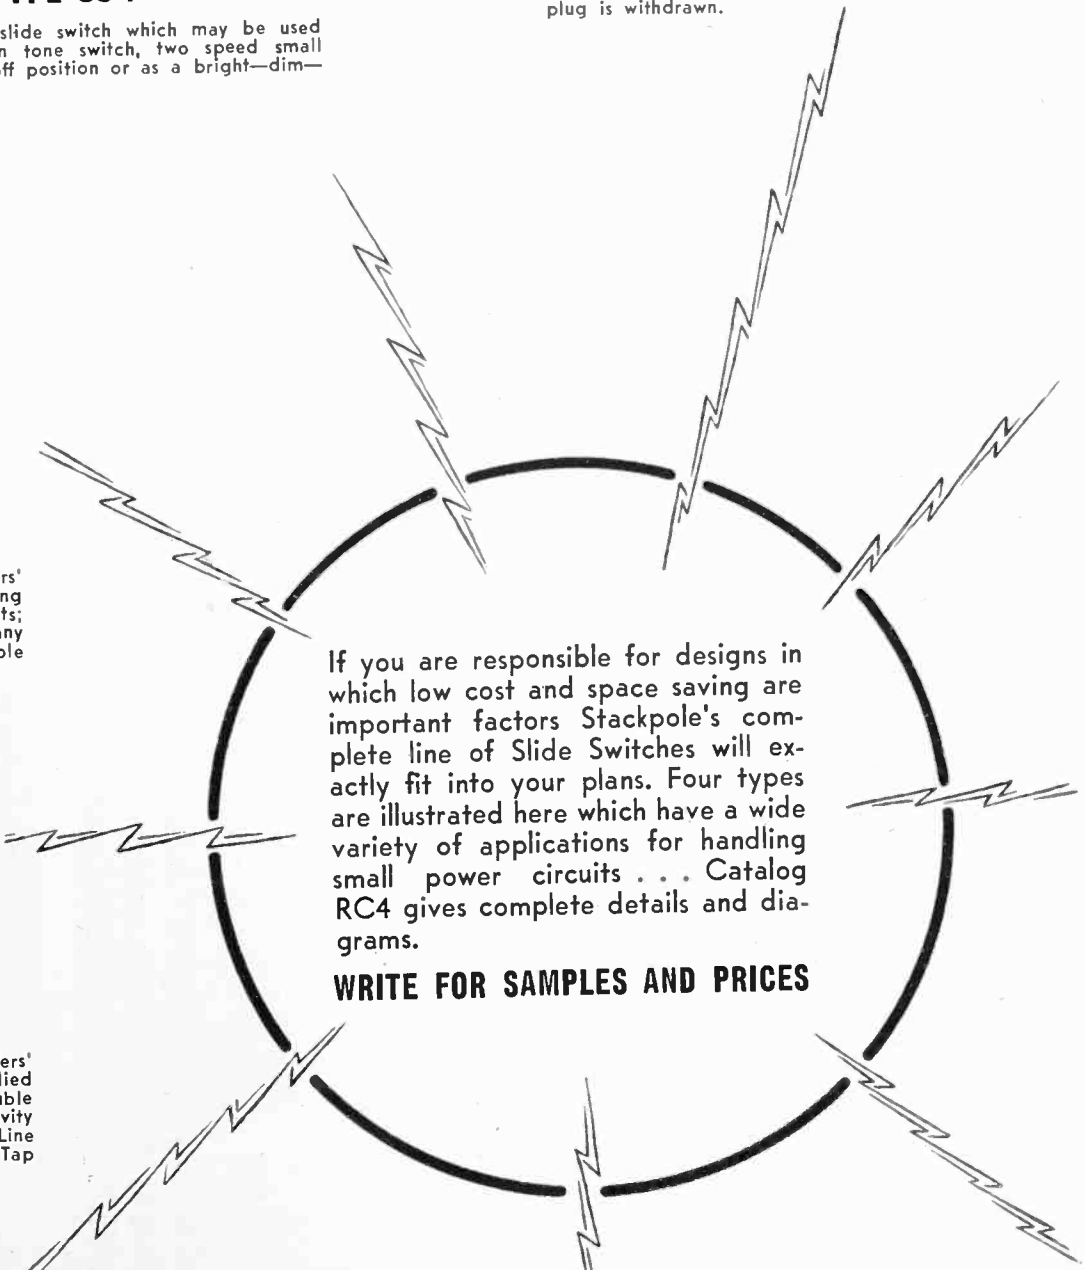 plug is withdrawn.
slide switch which may be used
tone switch, two speed small
position or as a bright—dim—
If you are responsible for designs in
which low cost and space saving are
important factors Stackpole's com-
plete line of Slide Switches will ex-
actly fit into your plans. Four types
are illustrated here which have a wide
variety of applications for handling
small power circuits . . . Catalog
RC4 gives complete details and dia-
grams.
WRITE FOR SAMPLES AND PRICES
Line
Tap